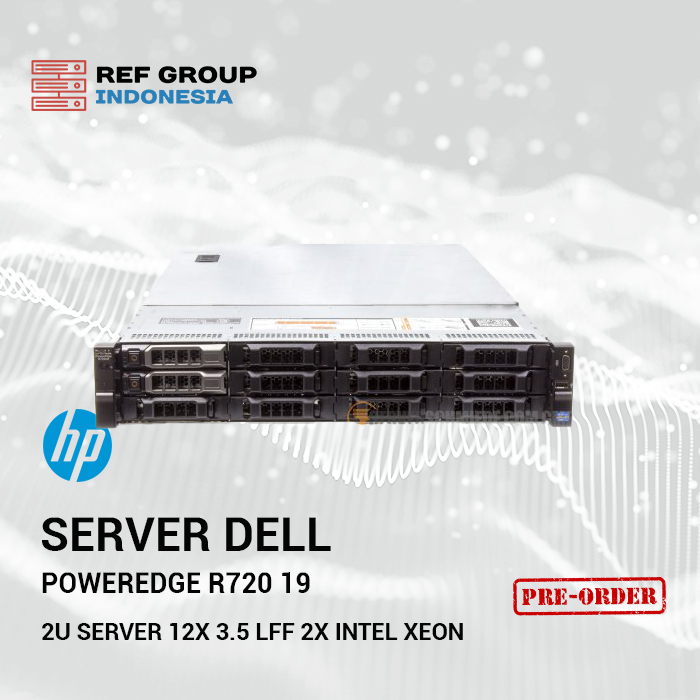 REF GROUP
INDONESIA
hp
SERVER DELL
POWEREDGE R720 19
PRE-ORDER
2U SERVER 12X 3.5 LFF 2X INTEL XEON